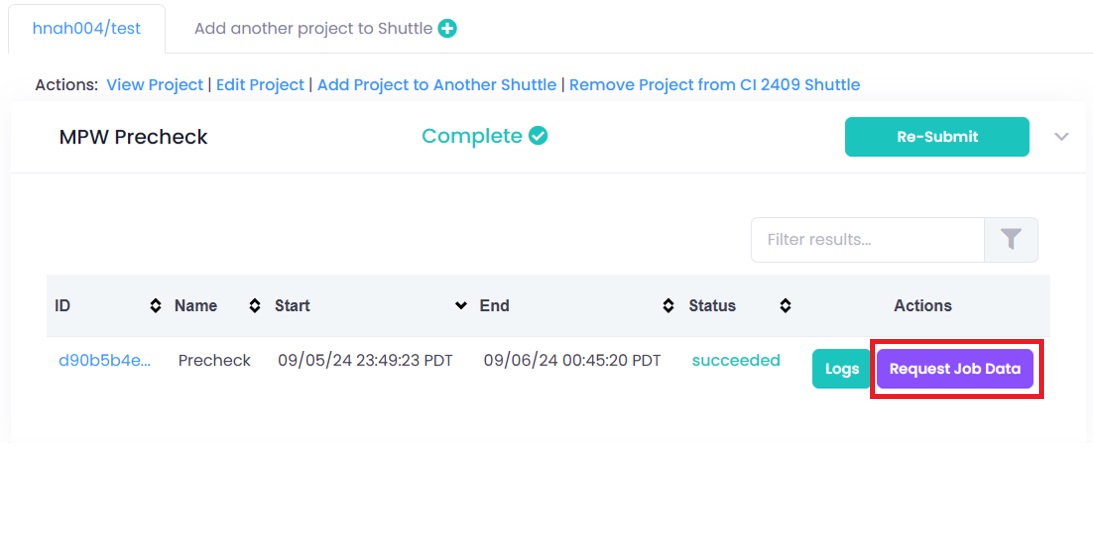 hnah004/test Add another project to Shuttle
Actions: View Project | Edit Project | Add Project to Another Shuttle | Remove Project from CI 2409 Shuttle
MPW Precheck Complete Re-Submit
Filter results...
ID Name Start End Status Actions
d90b5b4e... Precheck 09/05/24 23:49:23 PDT 09/06/24 00:45:20 PDT succeeded Logs Request Job Data